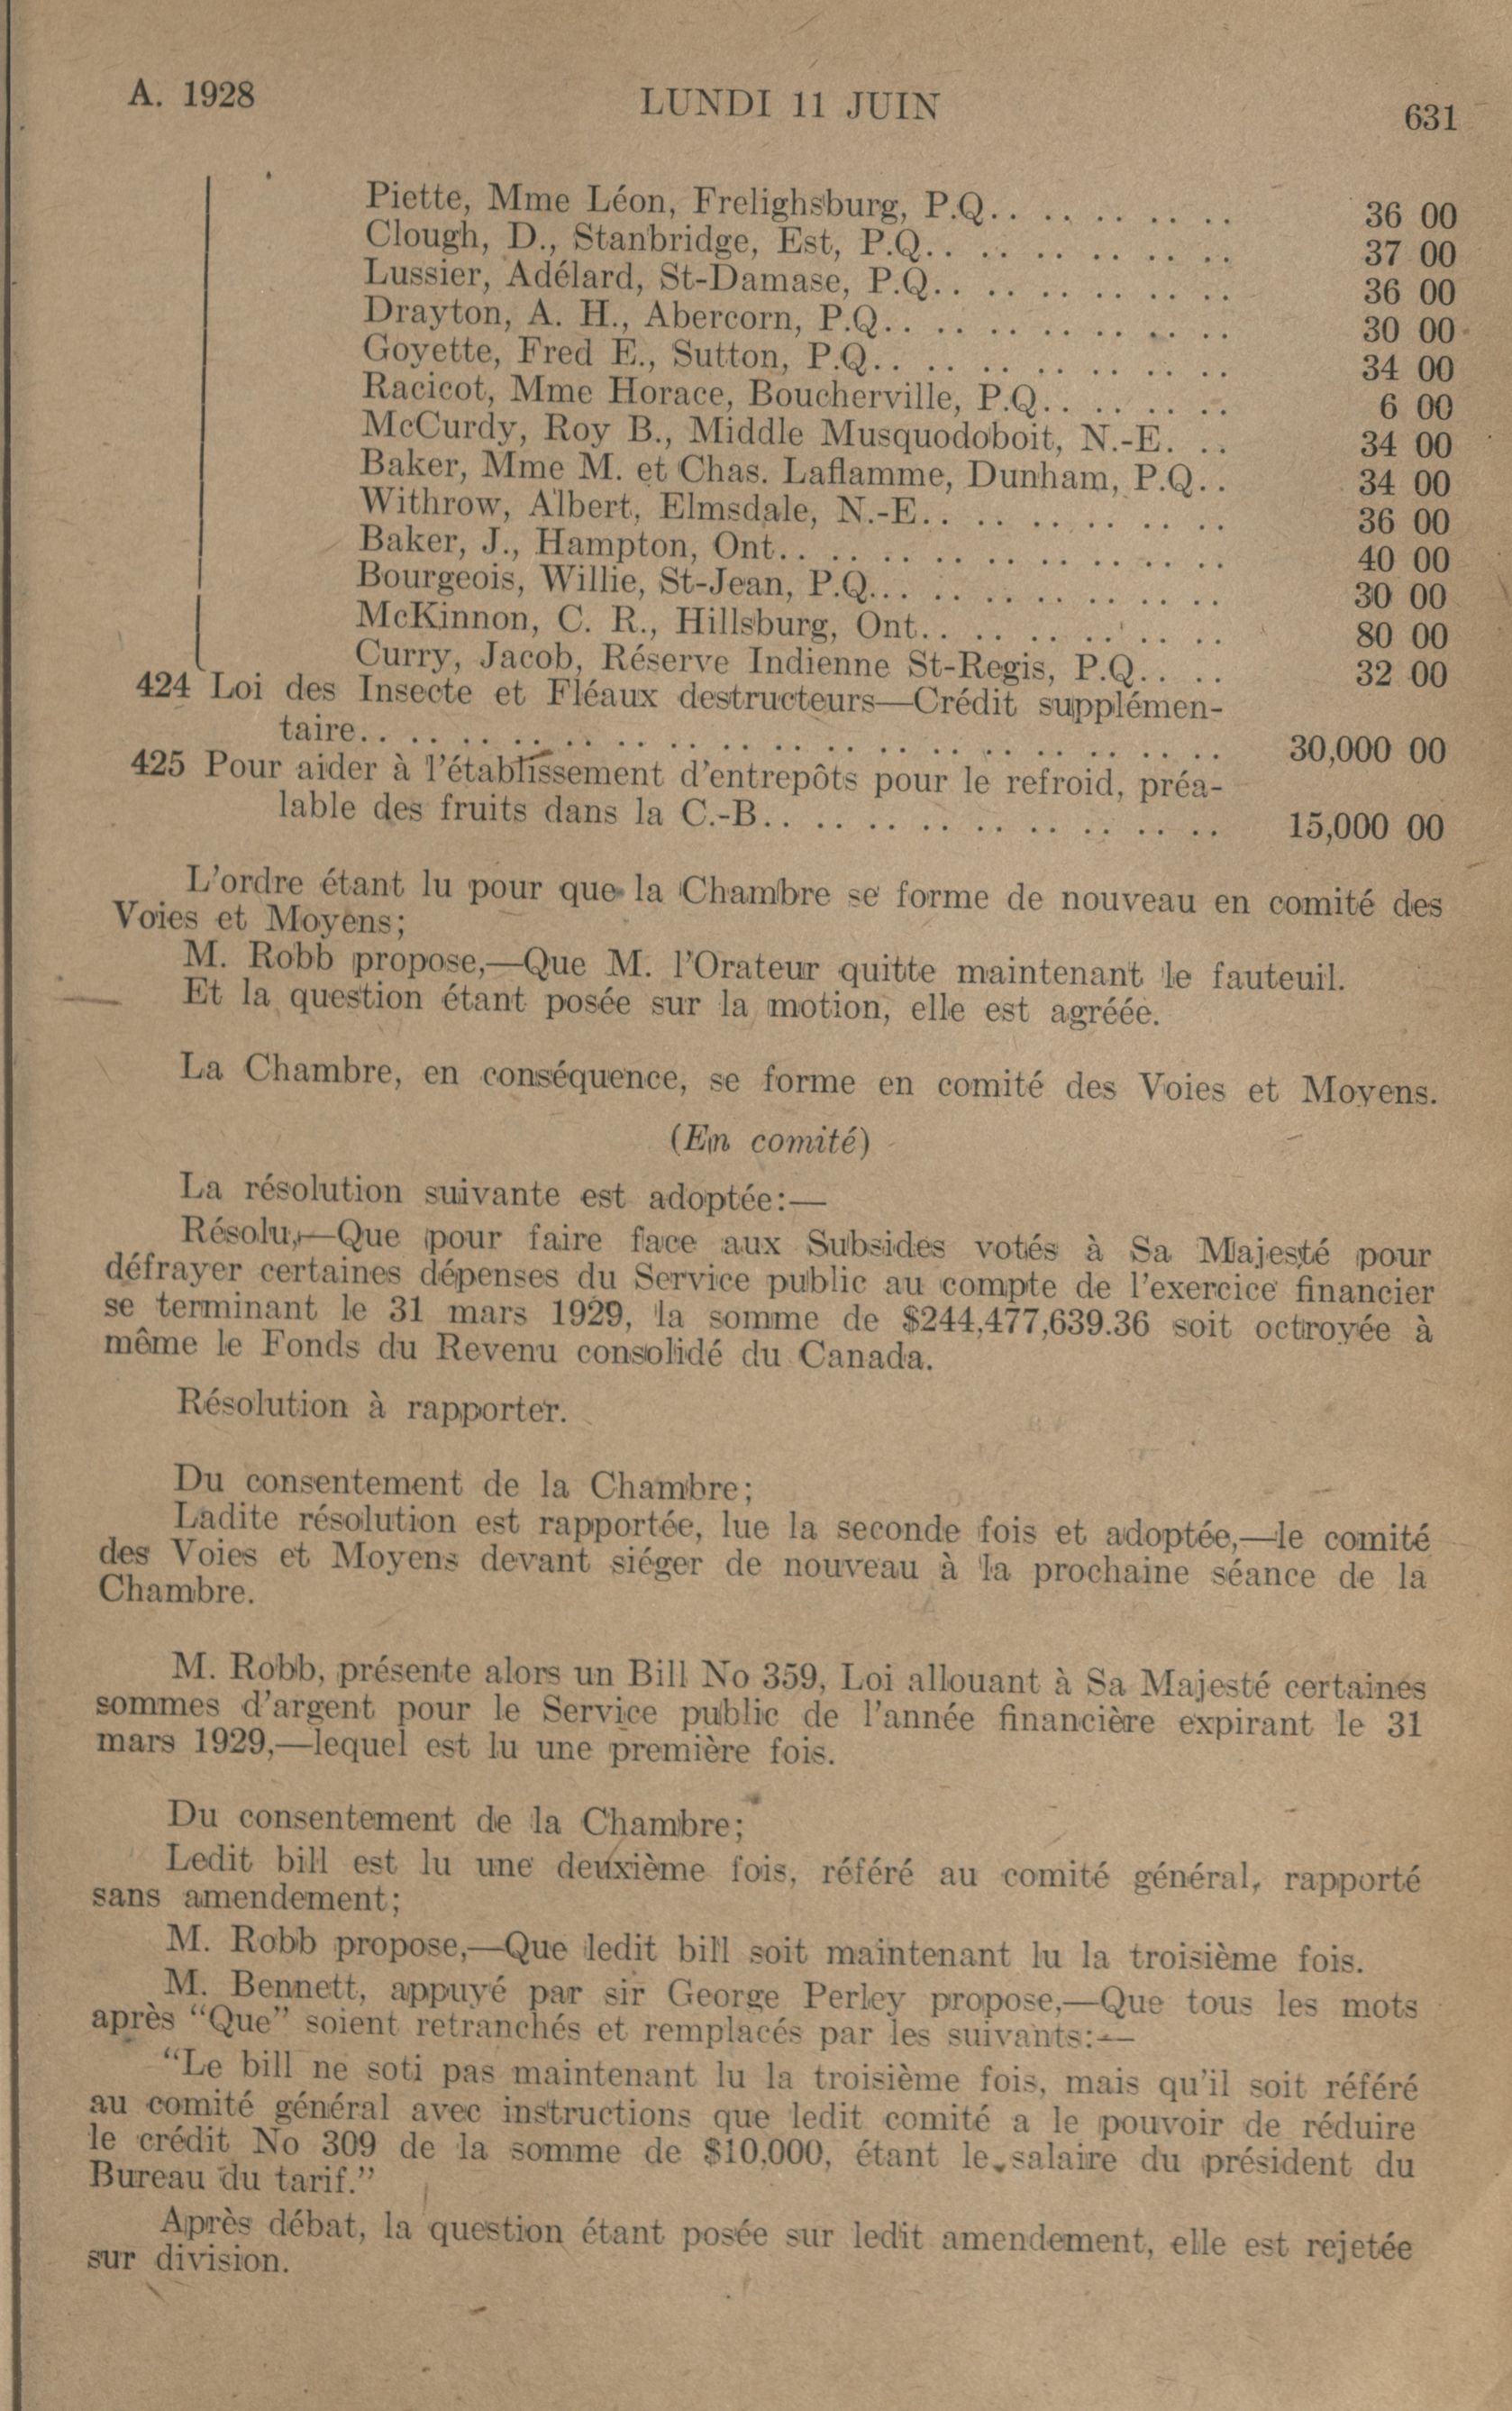 A. 1928 LUNDI 11 JUIN 631
Piette, Mme Léon, Frelighsburg, P.Q.. .. .. .. .. 36 00
Clough, D., Stanbridge, Est, P.Q.. .. .. .. .. .. 37 00
Lussier, Adélard, St-Damase, P.Q.. .. .. .. .. .. 36 00
Drayton, A. H., Abercorn, P.Q.. .. .. .. .. .. .. 30 00
Goyette, Fred E., Sutton, P.Q.. .. .. .. .. .. .. 34 00
Racicot, Mme Horace, Boucherville, P.Q.. .. .. .. 6 00
McCurdy, Roy B., Middle Musquodoboit, N.-E. .. 34 00
Baker, Mme M. et Chas. Laflamme, Dunham, P.Q.. 34 00
Withrow, Albert, Elmsdale, N.-E.. .. .. .. .. .. 36 00
Baker, J., Hampton, Ont.. .. .. .. .. .. .. .. .. 40 00
Bourgeois, Willie, St-Jean, P.Q... .. .. .. .. .. .. 30 00
McKinnon, C. R., Hillsburg, Ont.. .. .. .. .. .. 80 00
Curry, Jacob, Réserve Indienne St-Regis, P.Q.. .. 32 00
424 Loi des Insecte et Fléaux destructeurs—Crédit supplémen-
taire.. .. .. .. .. .. .. .. .. .. .. .. .. .. .. .. .. 30,000 00
425 Pour aider à l'établissement d'entrepôts pour le refroid, préa-
lable des fruits dans la C.-B.. .. .. .. .. .. .. .. .. 15,000 00
L'ordre étant lu pour que la Chambre se forme de nouveau en comité des
Voies et Moyens;
M. Robb propose,—Que M. l'Orateur quitte maintenant le fauteuil.
Et la question étant posée sur la motion, elle est agréée.
La Chambre, en conséquence, se forme en comité des Voies et Moyens.
(En comité)
La résolution suivante est adoptée:—
Résolu,—Que pour faire face aux Subsides votés à Sa Majesté pour
défrayer certaines dépenses du Service public au compte de l'exercice financier
se terminant le 31 mars 1929, la somme de $244,477,639.36 soit octroyée à
même le Fonds du Revenu consolidé du Canada.
Résolution à rapporter.
Du consentement de la Chambre;
Ladite résolution est rapportée, lue la seconde fois et adoptée,—le comité
des Voies et Moyens devant siéger de nouveau à la prochaine séance de la
Chambre.
M. Robb, présente alors un Bill No 359, Loi allouant à Sa Majesté certaines
sommes d'argent pour le Service public de l'année financière expirant le 31
mars 1929,—lequel est lu une première fois.
Du consentement de la Chambre;
Ledit bill est lu une deuxième fois, référé au comité général, rapporté
sans amendement;
M. Robb propose,—Que ledit bill soit maintenant lu la troisième fois.
M. Bennett, appuyé par sir George Perley propose,—Que tous les mots
après "Que" soient retranchés et remplacés par les suivants:—
"Le bill ne soti pas maintenant lu la troisième fois, mais qu'il soit référé
au comité général avec instructions que ledit comité a le pouvoir de réduire
le crédit No 309 de la somme de $10,000, étant le salaire du président du
Bureau du tarif."
Après débat, la question étant posée sur ledit amendement, elle est rejetée
sur division.